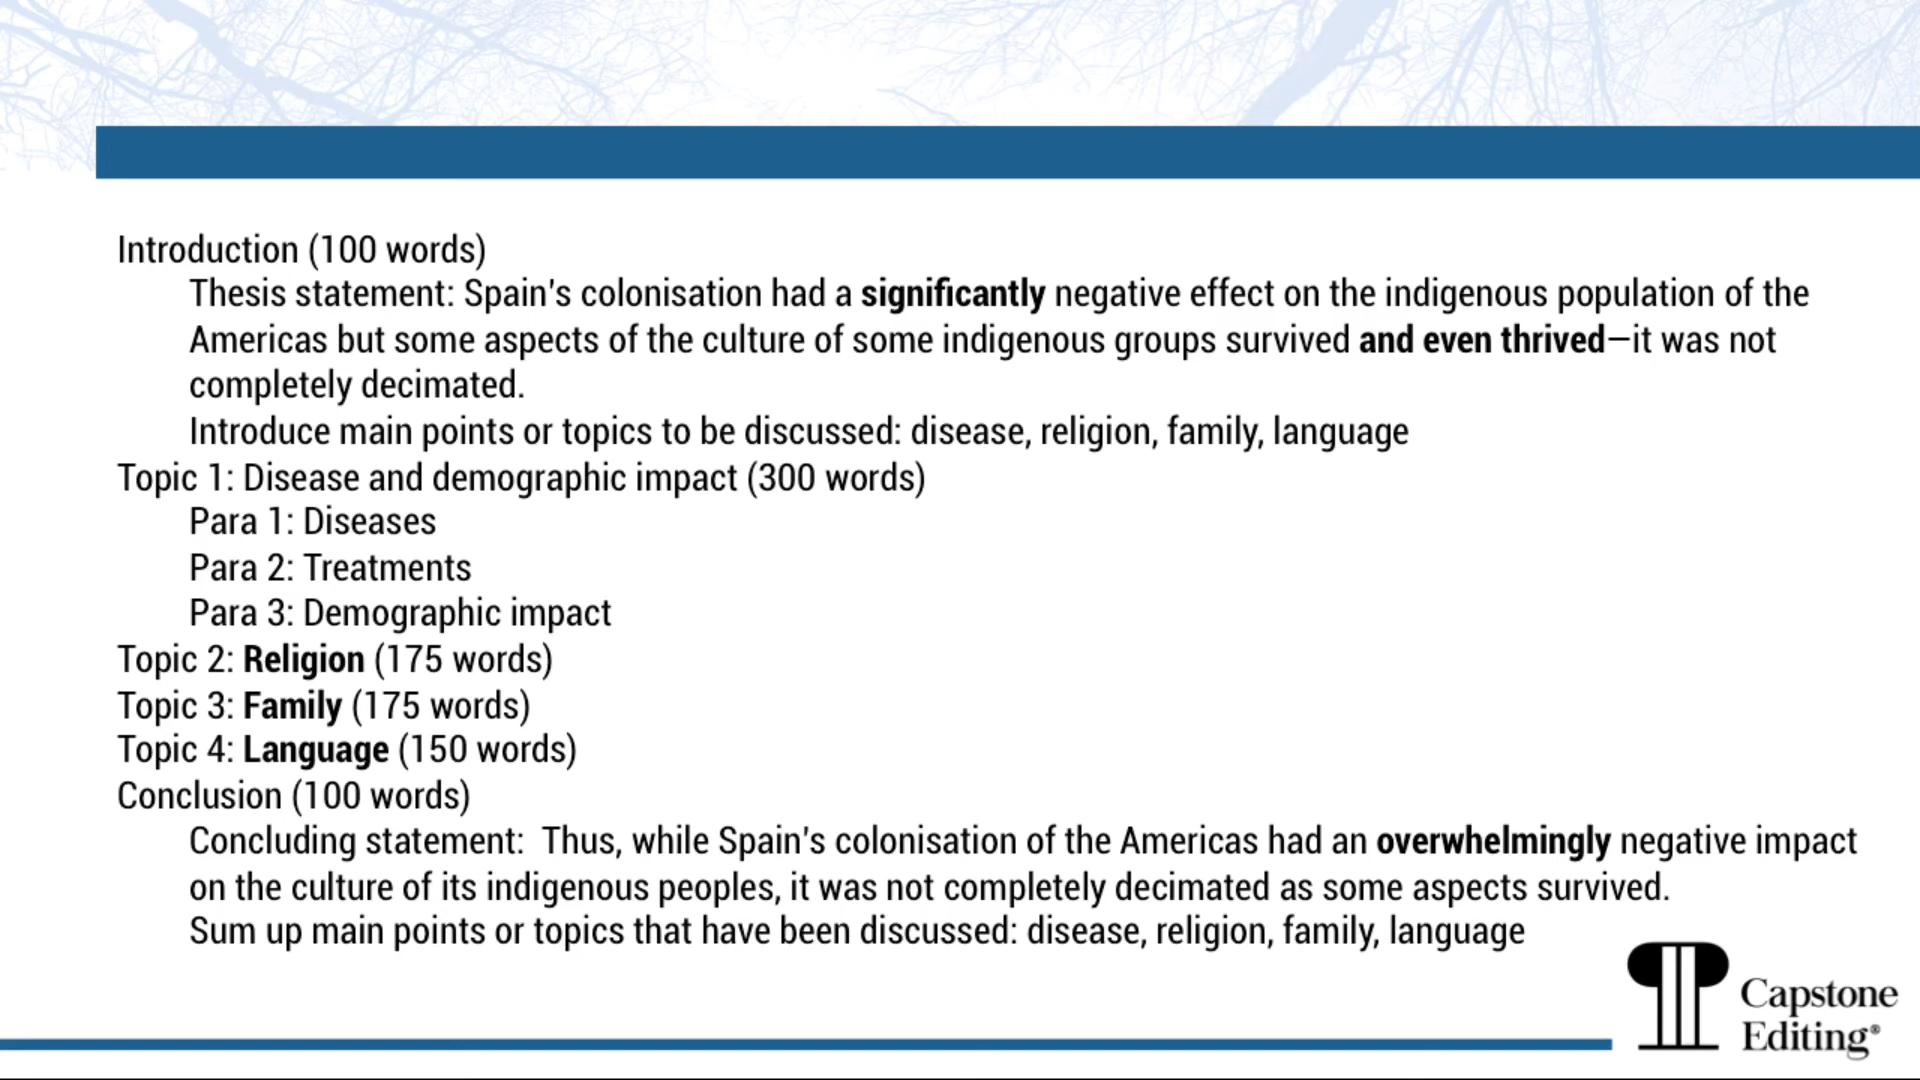 Introduction (100 words)
Thesis statement: Spain's colonisation had a significantly negative effect on the indigenous population of the
Americas but some aspects of the culture of some indigenous groups survived and even thrived—it was not
completely decimated.
Introduce main points or topics to be discussed: disease, religion, family, language
Topic 1: Disease and demographic impact (300 words)
Para 1: Diseases
Para 2: Treatments
Para 3: Demographic impact
Topic 2: Religion (175 words)
Topic 3: Family (175 words)
Topic 4: Language (150 words)
Conclusion (100 words)
Concluding statement:  Thus, while Spain's colonisation of the Americas had an overwhelmingly negative impact
on the culture of its indigenous peoples, it was not completely decimated as some aspects survived.
Sum up main points or topics that have been discussed: disease, religion, family, language
Capstone
Editing®